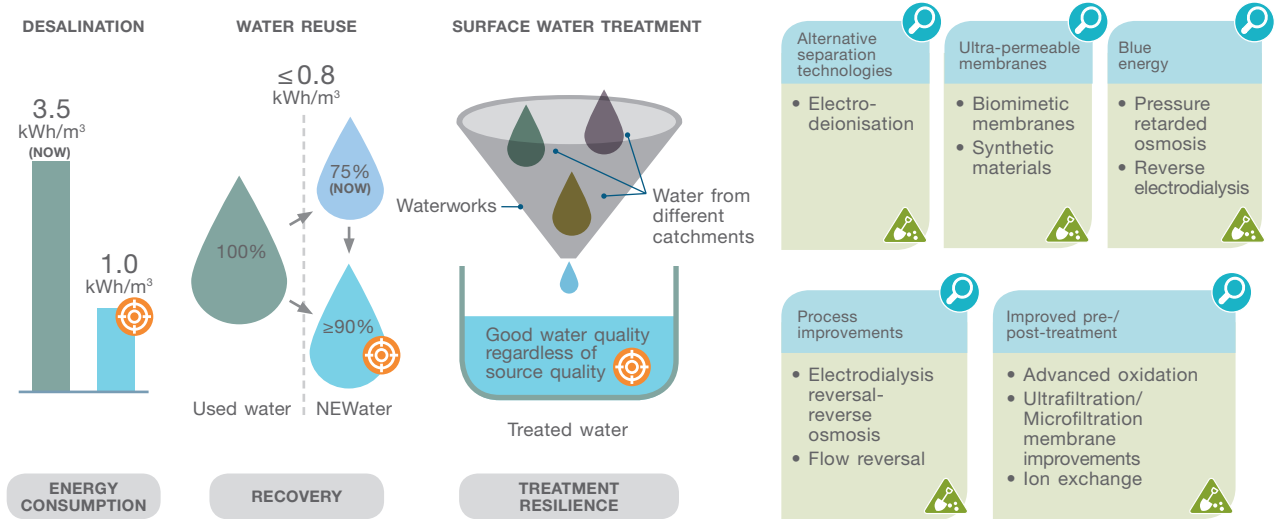 DESALINATION
3.5
kWh/m³
(NOW)
1.0
kWh/m³
ENERGY
CONSUMPTION
WATER REUSE
≤0.8
kWh/m³
100%
75%
(NOW)
≥90%
Used water
NEWater
RECOVERY
SURFACE WATER TREATMENT
Waterworks
Water from
different
catchments
Good water quality
regardless of
source quality
Treated water
TREATMENT
RESILIENCE
Alternative
separation
technologies
• Electro-
deionisation
Ultra-permeable
membranes
• Biomimetic
membranes
• Synthetic
materials
Blue
energy
• Pressure
retarded
osmosis
• Reverse
electrodialysis
Process
improvements
• Electrodialysis
reversal-
reverse
osmosis
• Flow reversal
Improved pre-/
post-treatment
• Advanced oxidation
• Ultrafiltration/
Microfiltration
membrane
improvements
• Ion exchange